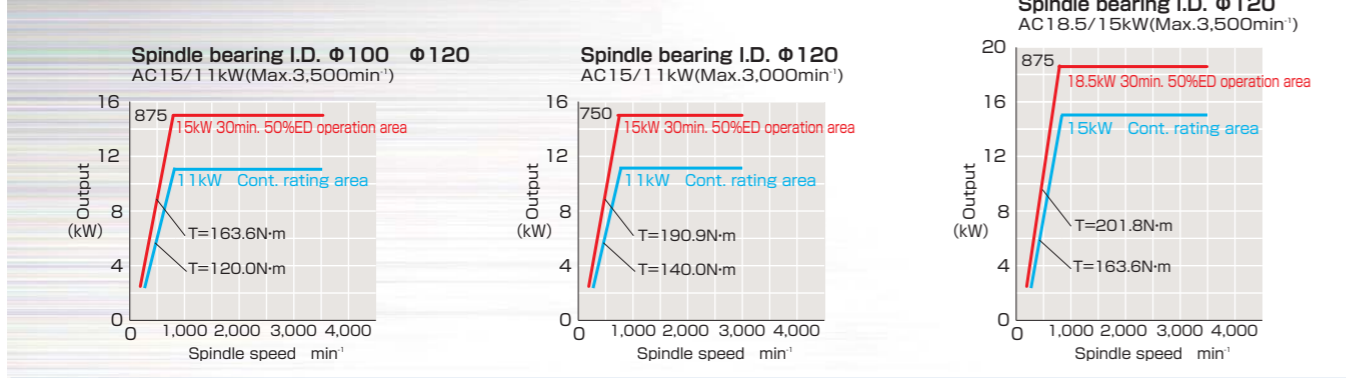 Spindle bearing I.D. Φ100 Φ120
AC15/11kW(Max.3,500min⁻¹)
16
12
8
4
0
Output
(kW)
875
15kW 30min. 50%ED operation area
11kW Cont. rating area
T=163.6N·m
T=120.0N·m
0
1,000
2,000
3,000
4,000
Spindle speed min⁻¹
Spindle bearing I.D. Φ120
AC15/11kW(Max.3,000min⁻¹)
16
12
8
4
0
Output
(kW)
750
15kW 30min. 50%ED operation area
11kW Cont. rating area
T=190.9N·m
T=140.0N·m
0
1,000
2,000
3,000
4,000
Spindle speed min⁻¹
Spindle bearing I.D. Φ120
AC18.5/15kW(Max.3,500min⁻¹)
20
16
12
8
4
0
Output
(kW)
875
18.5kW 30min. 50%ED operation area
15kW Cont. rating area
T=201.8N·m
T=163.6N·m
0
1,000
2,000
3,000
4,000
Spindle speed min⁻¹